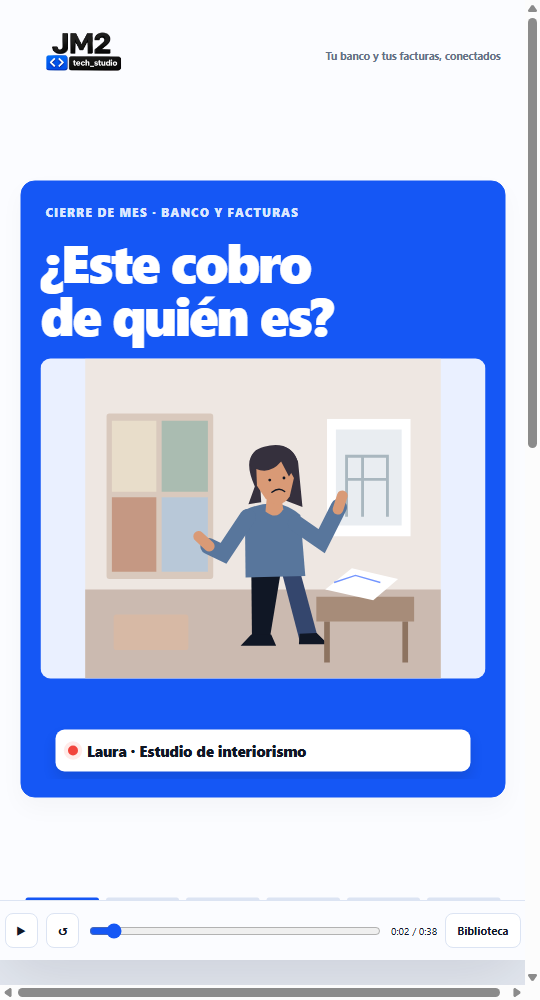 JM2
<> tech_studio
Tu banco y tus facturas, conectados
CIERRE DE MES · BANCO Y FACTURAS
¿Este cobro
de quién es?
Laura · Estudio de interiorismo
0:02 / 0:38
Biblioteca